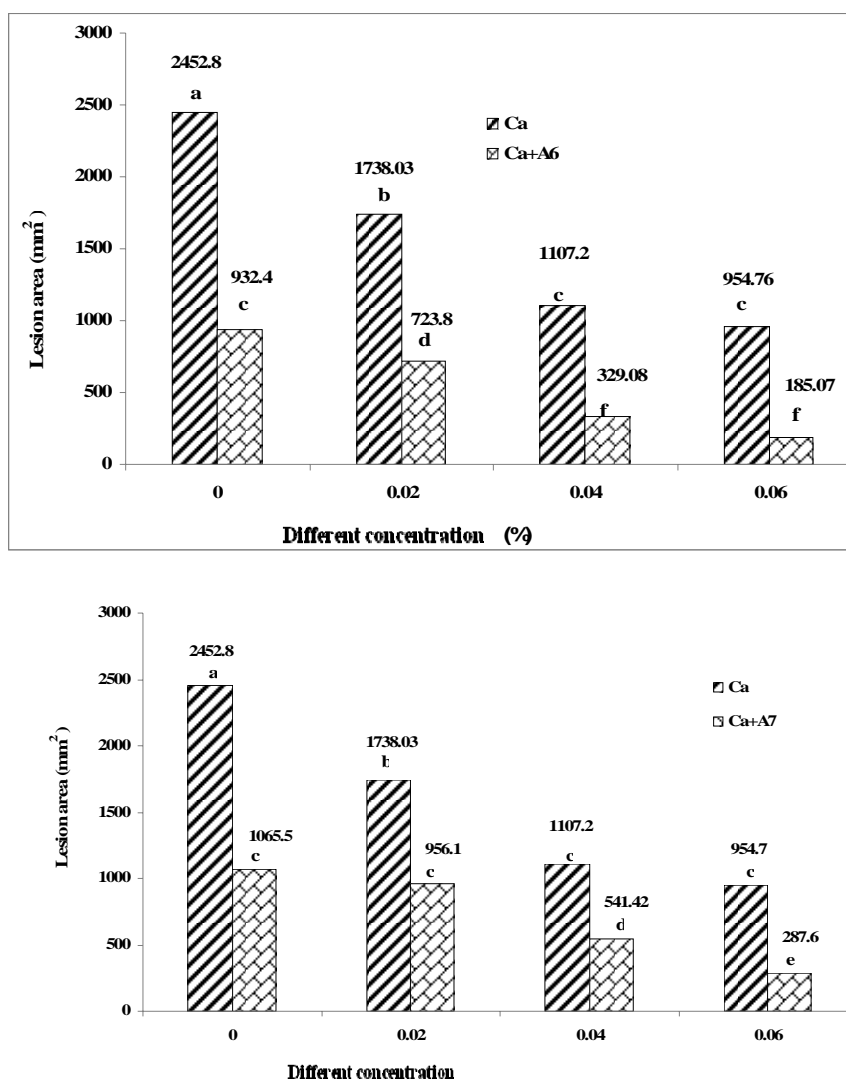 3000
2452.8
a
2500
Ca
Ca+A6
2000
1738.03
b
1500
1107.2
c
954.76
c
932.4
c
1000
723.8
d
500
329.08
f
185.07
f
0
Lesion area (mm2)
0 0.02 0.04 0.06
Different concentration (%)
3000
2452.8
a
2500
Ca
Ca+A7
2000
1738.03
b
1500
1107.2
c
954.7
c
1065.5
c
956.1
c
1000
541.42
d
500
287.6
e
0
Lesion area (mm2)
0 0.02 0.04 0.06
Different concentration